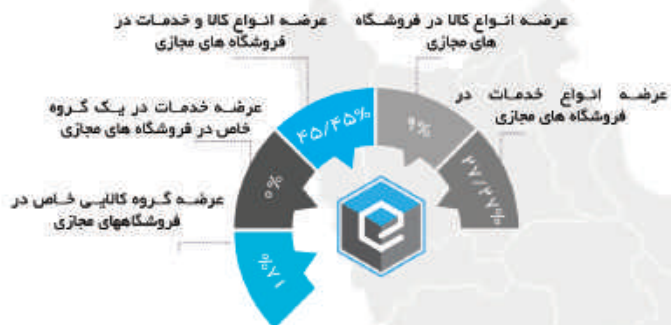 عرضه انواع کالا در فروشگاه
های مجازی
عرضه انواع کالا و خدمات در
فروشگاه های مجازی
عرضه انواع خدمات در
فروشگاه های مجازی
عرضه خدمات در یک گروه
خاص در فروشگاه های مجازی
عرضه گروه کالایی خاص در
فروشگاههای مجازی
۲۷/۲۷%
۹%
۴۵/۴۵%
۰%
۱۸%